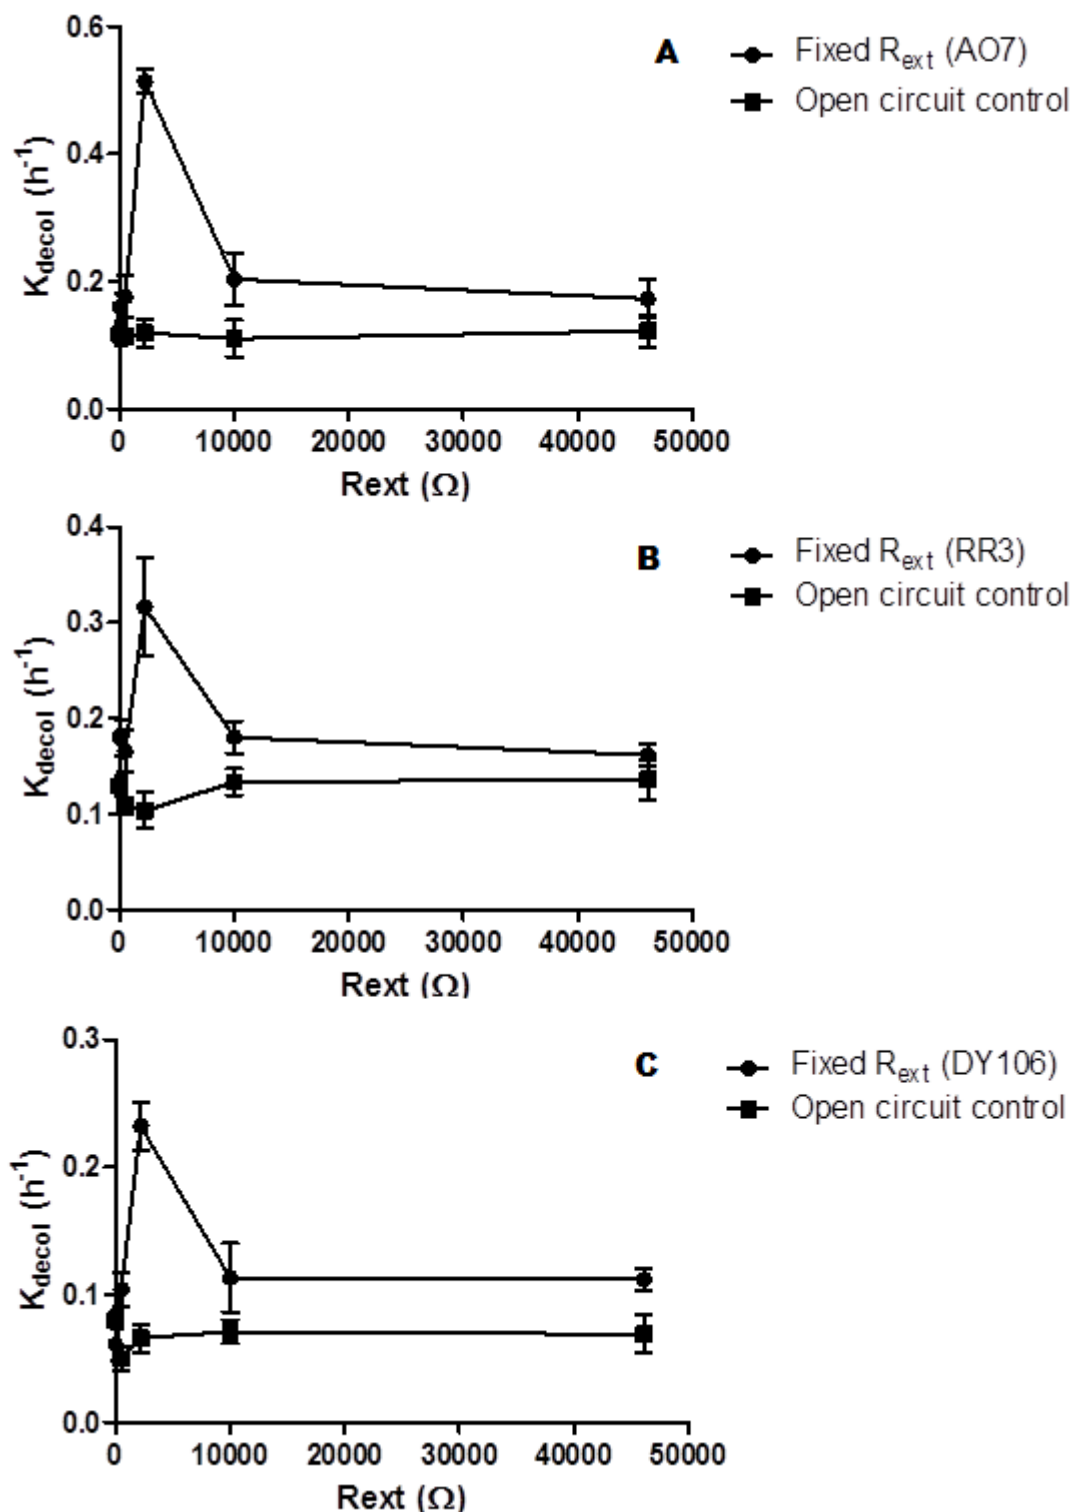 A
Fixed Rext (AO7)
Open circuit control
Kdecol (h-1)
0.6
0.4
0.2
0.0
0 10000 20000 30000 40000 50000
Rext (Ω)
B
Fixed Rext (RR3)
Open circuit control
Kdecol (h-1)
0.4
0.3
0.2
0.1
0.0
0 10000 20000 30000 40000 50000
Rext (Ω)
C
Fixed Rext (DY106)
Open circuit control
Kdecol (h-1)
0.3
0.2
0.1
0.0
0 10000 20000 30000 40000 50000
Rext (Ω)